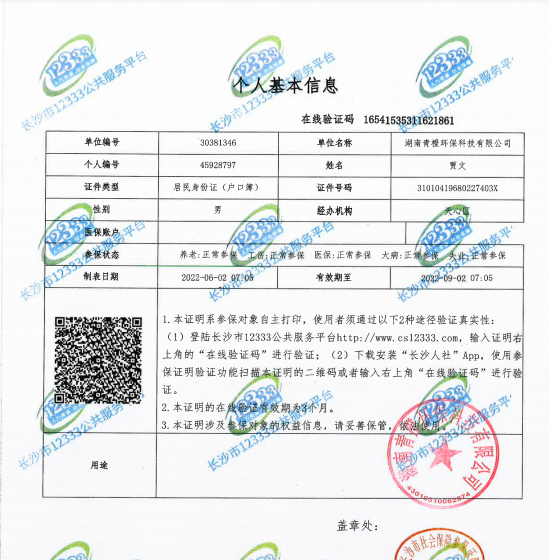 个人基本信息
在线验证码 16541535311621861
单位编号 30381346 单位名称 湖南青橙环保科技有限公司
个人编号 45928797 姓名 贾文
证件类型 居民身份证（户口簿） 证件号码 31010419680227403X
性别 男 经办机构 天心区
医保账户
参保状态 养老:正常参保 工伤:正常参保 医保:正常参保 大病:正常参保 失业:正常参保
制表日期 2022-06-02 07:05 有效期至 2022-09-02 07:05
1.本证明系参保对象自主打印，使用者须通过以下2种途径验证真实性：
（1）登陆长沙市12333公共服务平台http://www.cs12333.com，输入证明右
上角的“在线验证码”进行验证；（2）下载安装“长沙人社”App，使用参
保证明验证功能扫描本证明的二维码或者输入右上角“在线验证码”进行验
证。
2.本证明的在线验证有效期为3个月。
3.本证明涉及参保对象的权益信息，请妥善保管，依法使用。
用途
盖章处：
长沙市12333公共服务平台